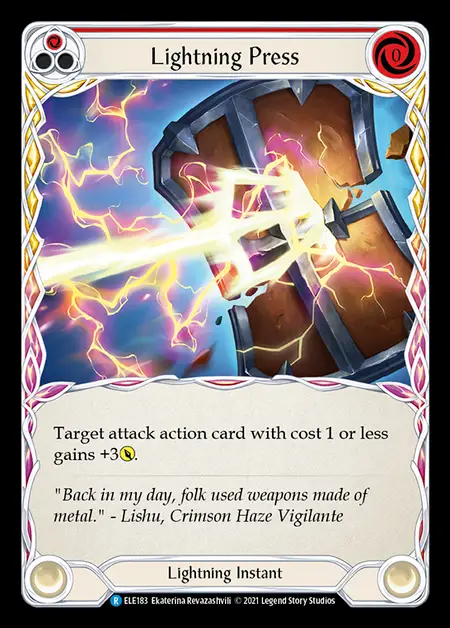 Lightning Press
0
Target attack action card with cost 1 or less
gains +3.
"Back in my day, folk used weapons made of
metal." - Lishu, Crimson Haze Vigilante
Lightning Instant
R ELE183 Ekaterina Revazashvili © 2021 Legend Story Studios